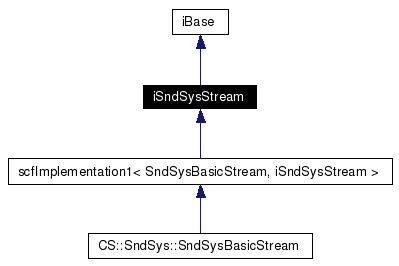 iBase
iSndSysStream
scfImplementation1< SndSysBasicStream, iSndSysStream >
CS::SndSys::SndSysBasicStream